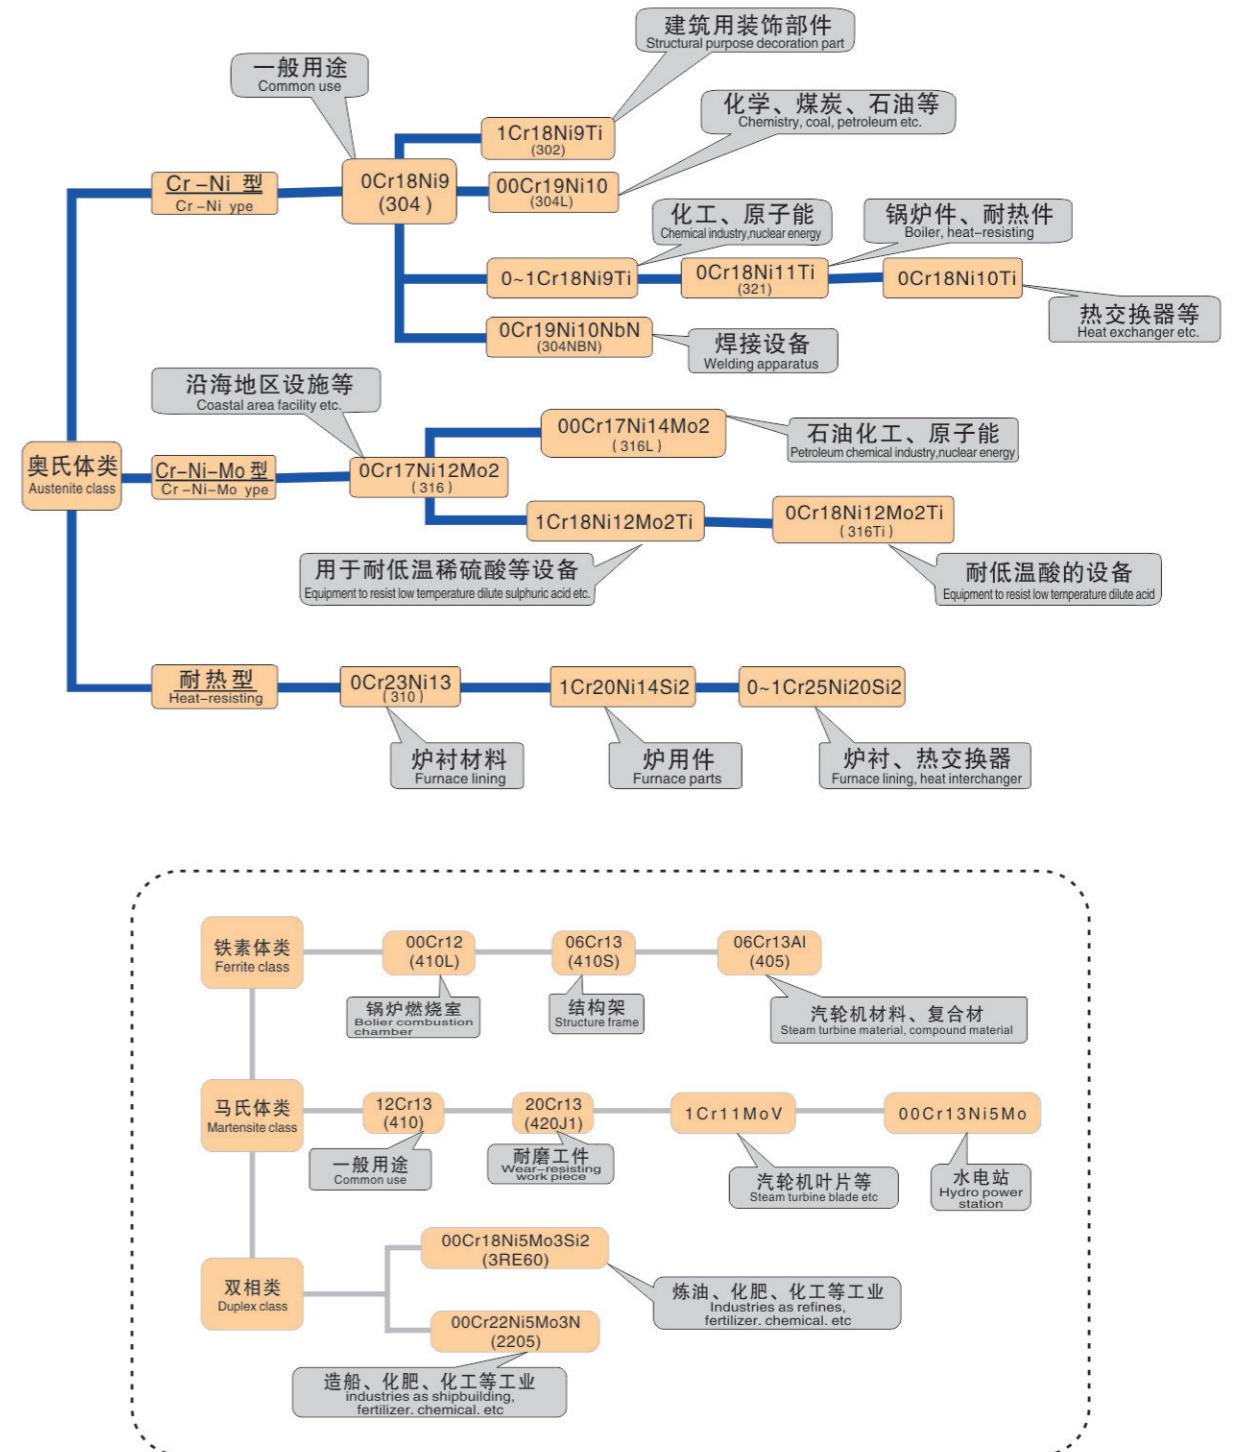 建筑用装饰部件
Structural purpose decoration part
一般用途
Common use
化学、煤炭、石油等
Chemistry, coal, petroleum etc.
1Cr18Ni9Ti
(302)
Cr-Ni 型
Cr-Ni ype
0Cr18Ni9
(304)
00Cr19Ni10
(304L)
化工、原子能
Chemical industry,nuclear energy
锅炉件、耐热件
Boiler, heat-resisting
0~1Cr18Ni9Ti
0Cr18Ni11Ti
(321)
0Cr18Ni10Ti
热交换器等
Heat exchanger etc.
0Cr19Ni10NbN
(304NBN)
焊接设备
Welding apparatus
沿海地区设施等
Coastal area facility etc.
00Cr17Ni14Mo2
(316L)
石油化工、原子能
Petroleum chemical industry,nuclear energy
奥氏体类
Austenite class
Cr-Ni-Mo 型
Cr-Ni-Mo ype
0Cr17Ni12Mo2
(316)
1Cr18Ni12Mo2Ti
0Cr18Ni12Mo2Ti
(316Ti)
用于耐低温稀硫酸等设备
Equipment to resist low temperature dilute sulphuric acid etc.
耐低温酸的设备
Equipment to resist low temperature dilute acid
耐热型
Heat-resisting
0Cr23Ni13
(310)
1Cr20Ni14Si2
0~1Cr25Ni20Si2
炉衬材料
Furnace lining
炉用件
Furnace parts
炉衬、热交换器
Furnace lining, heat interchanger
铁素体类
Ferrite class
00Cr12
(410L)
06Cr13
(410S)
06Cr13Al
(405)
锅炉燃烧室
Bolier combustion
chamber
结构架
Structure frame
汽轮机材料、复合材
Steam turbine material, compound material
马氏体类
Martensite class
12Cr13
(410)
20Cr13
(420J1)
1Cr11MoV
00Cr13Ni5Mo
一般用途
Common use
耐磨工件
Wear-resisting
work piece
汽轮机叶片等
Steam turbine blade etc
水电站
Hydro power
station
双相类
Duplex class
00Cr18Ni5Mo3Si2
(3RE60)
炼油、化肥、化工等工业
Industries as refines,
fertilizer. chemical. etc
00Cr22Ni5Mo3N
(2205)
造船、化肥、化工等工业
industries as shipbuilding,
fertilizer. chemical. etc